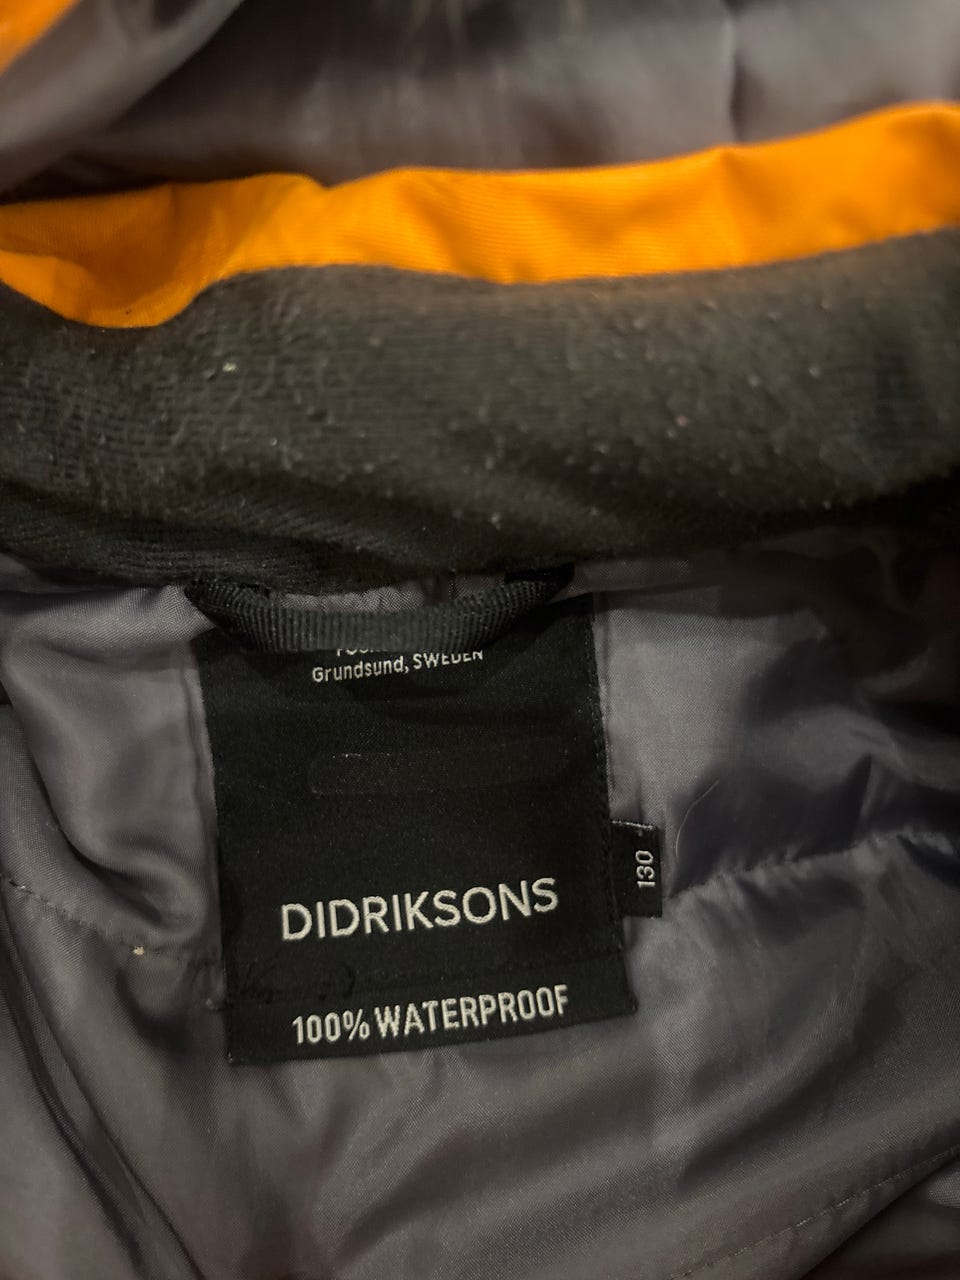 Grundsund, SWEDEN
DIDRIKSONS
100% WATERPROOF
130